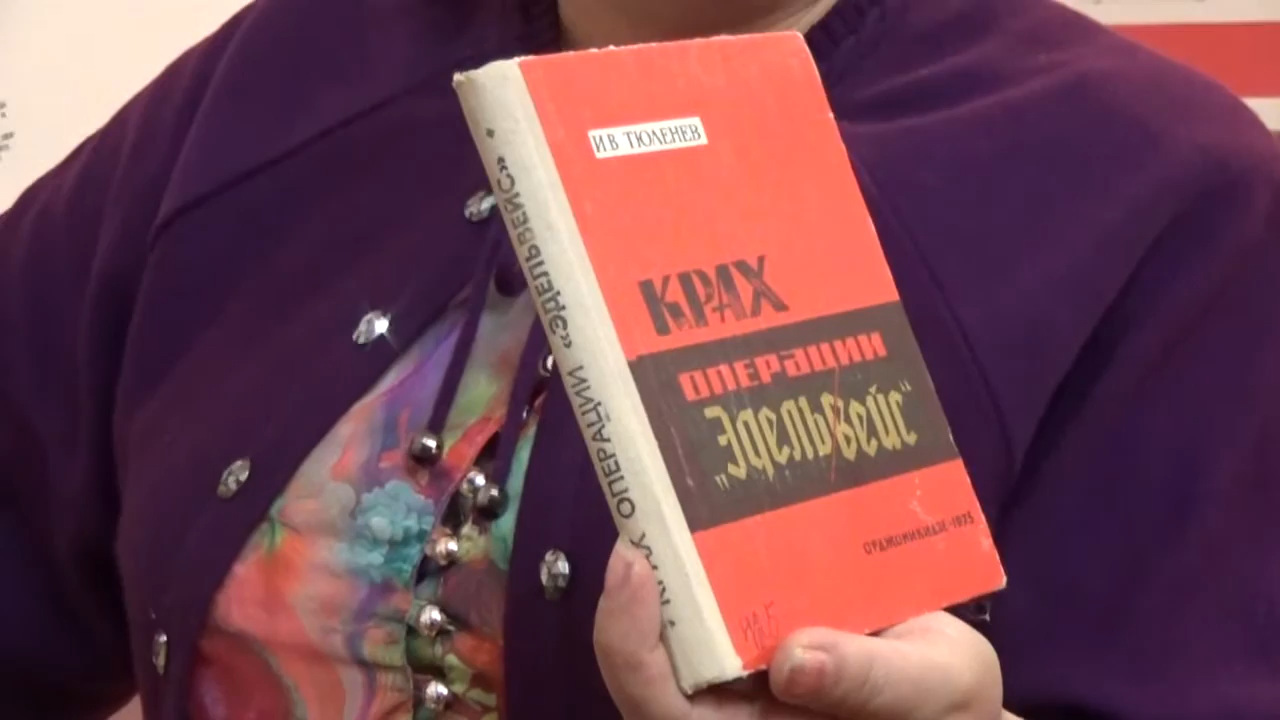 И В ТЮЛЕНЕВ
КРАХ
ОПЕРАЦИИ
"Эдельвейс"
ОРДЖОНИКИДЗЕ-1975
КРАХ ОПЕРАЦИИ «ЭДЕЛЬВЕЙС»